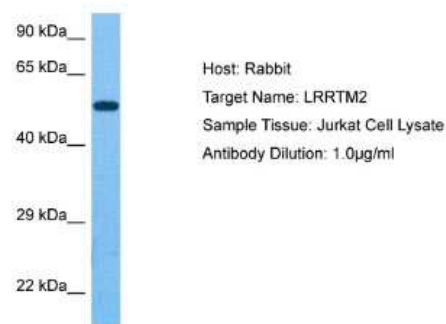 90 kDa
65 kDa
40 kDa
29 kDa
22 kDa
Host: Rabbit
Target Name: LRRTM2
Sample Tissue: Jurkat Cell Lysate
Antibody Dilution: 1.0µg/ml